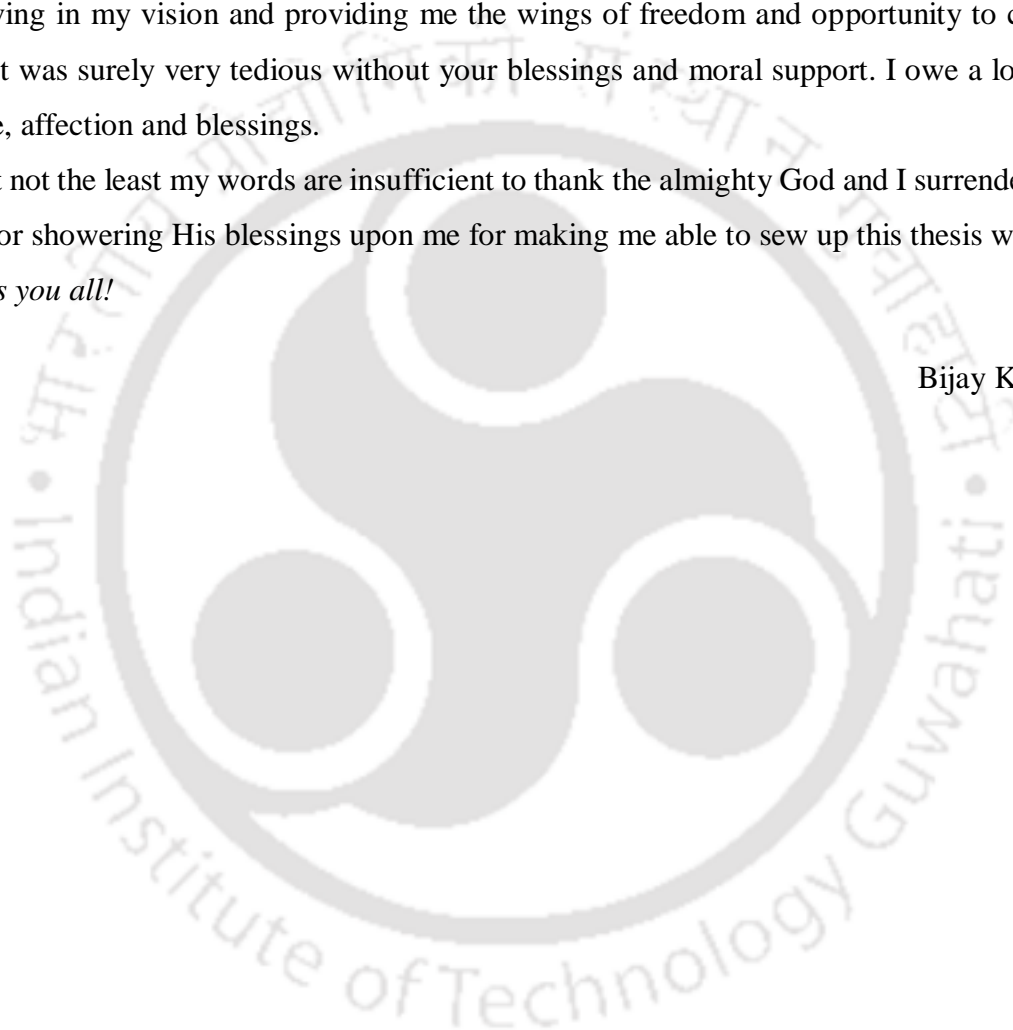 ving in my vision and providing me the wings of freedom and opportunity to c
t was surely very tedious without your blessings and moral support. I owe a lo
e, affection and blessings.
t not the least my words are insufficient to thank the almighty God and I surrende
or showering His blessings upon me for making me able to sew up this thesis w
s you all!
Bijay K
भारतीय प्रौद्योगिकी संस्थान गुवाहाटी
Indian Institute of Technology Guwahati